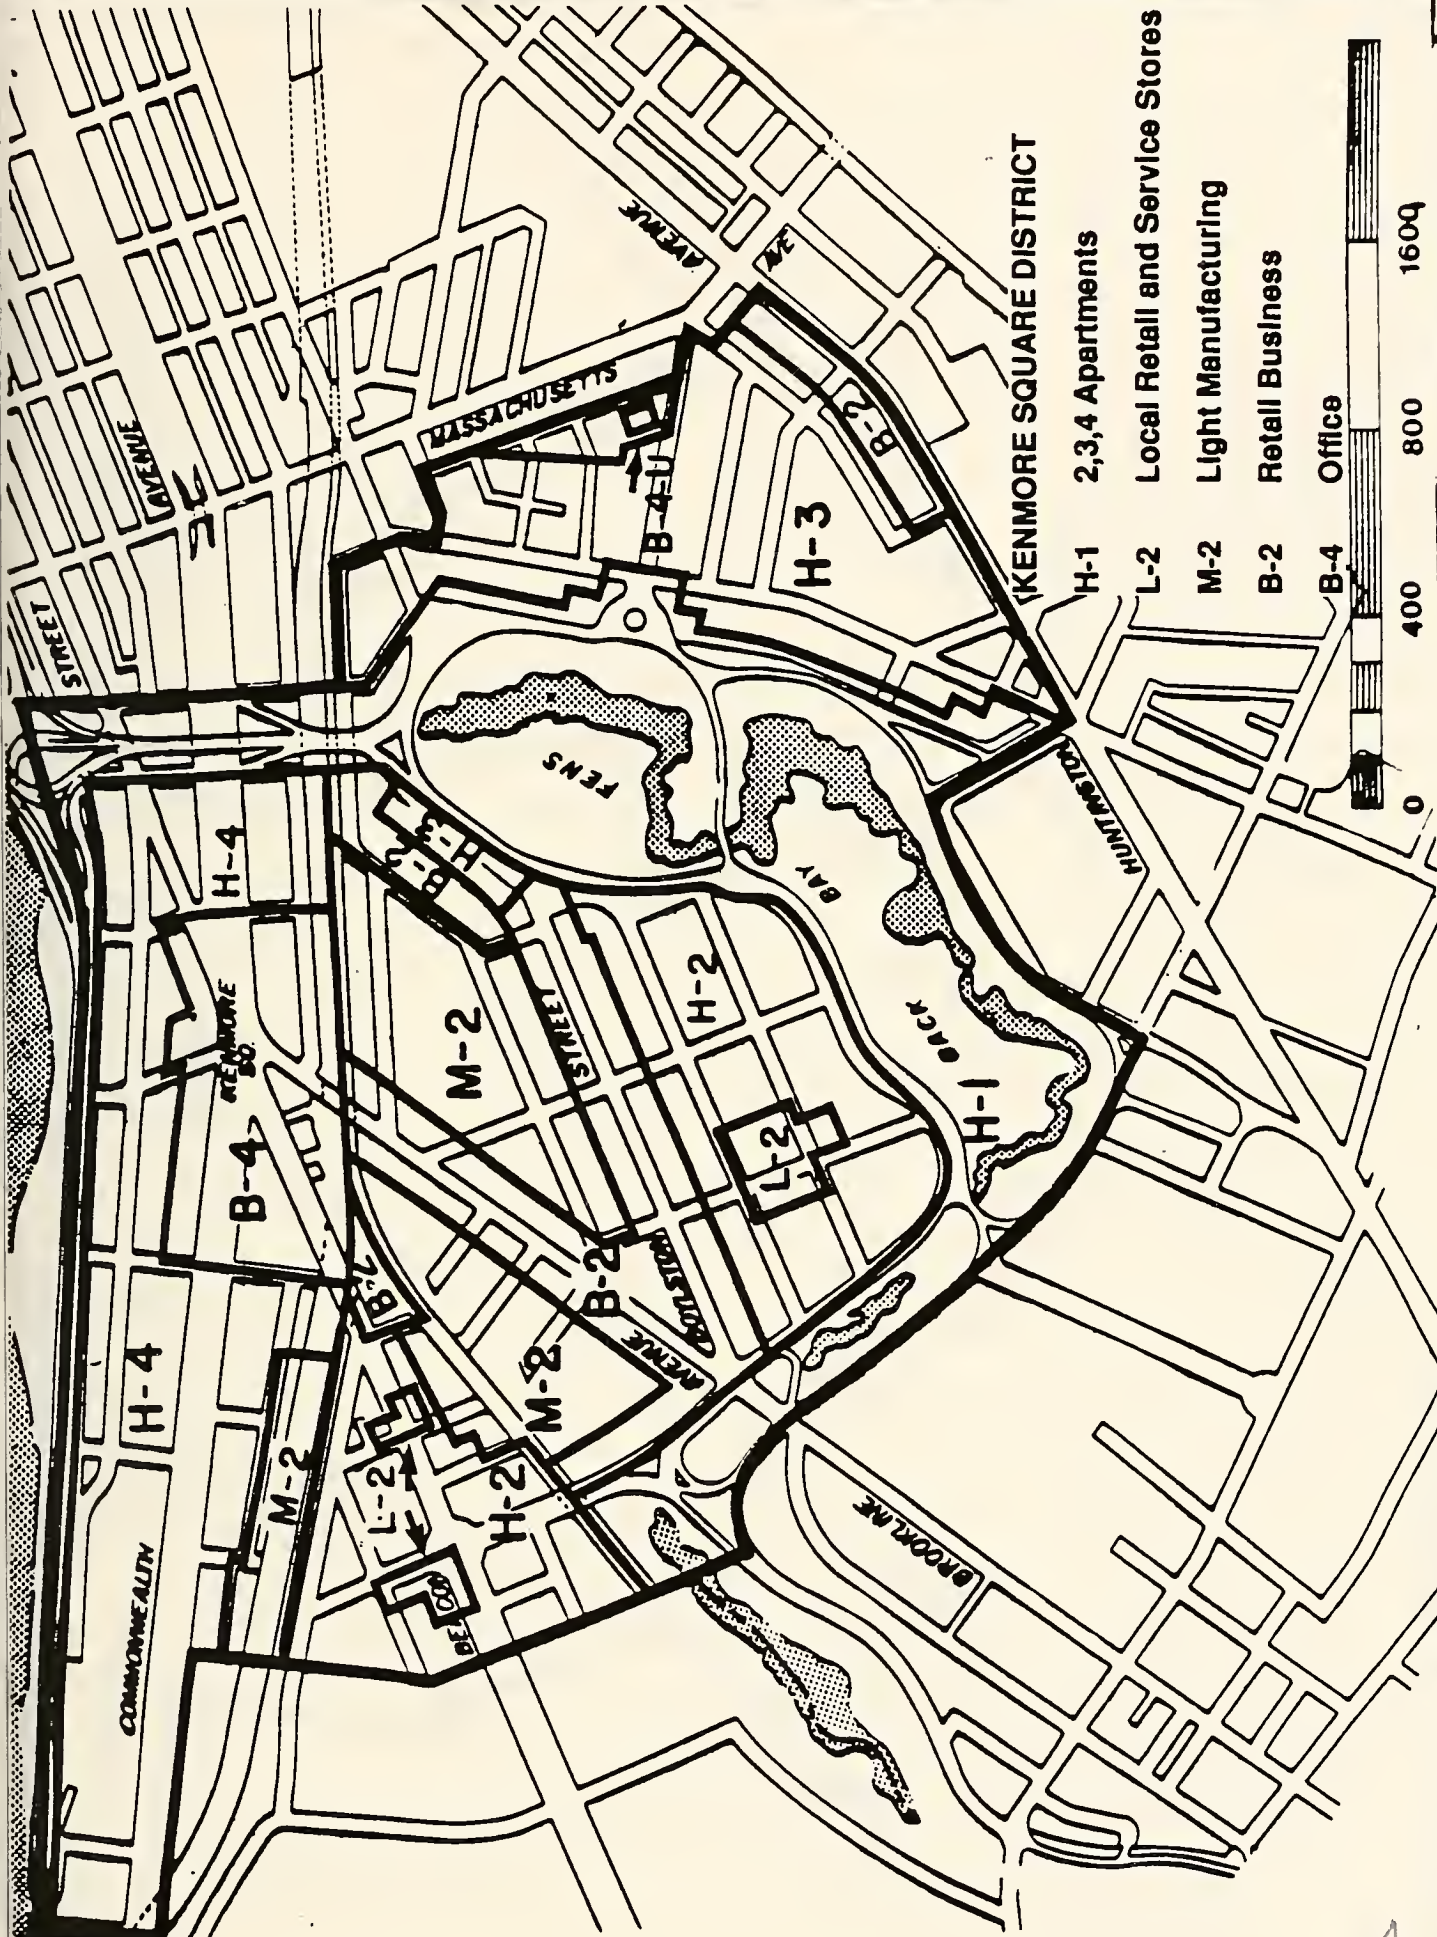 STREET
AVENUE
MASSACHUSETTS
AVENUE
AVE
H-4
KENMORE
SQ.
B-4
H-4
COMMONWEALTH
M-2
B-2
L-2
H-2
BEACON
M-2
B-2
AVENUE
BOYLSTON
STREET
M-2
B-2
H-3
H-2
L-2
FENS
BAY
BACK
H-1
B-4-U
H-3
B-2
HUNTINGTON
BROOKLINE
KENMORE SQUARE DISTRICT
H-1 2,3,4 Apartments
L-2 Local Retail and Service Stores
M-2 Light Manufacturing
B-2 Retail Business
B-4 Office
0 400 800 1600